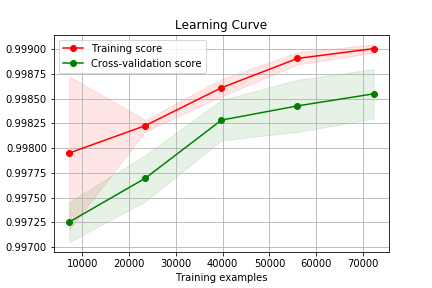 Learning Curve
0.99900
0.99875
0.99850
0.99825
0.99800
0.99775
0.99750
0.99725
0.99700
Training score
Cross-validation score
10000 20000 30000 40000 50000 60000 70000
Training examples